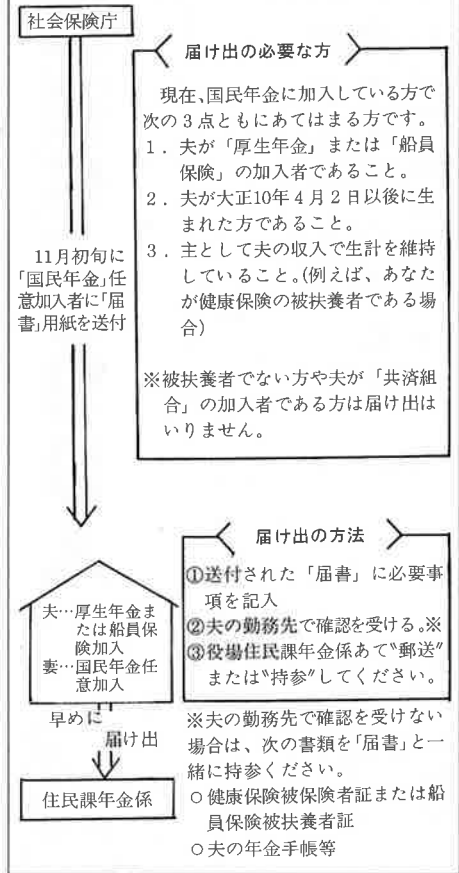 社会保険庁
届け出の必要な方
現在、国民年金に加入している方で
次の3点ともにあてはまる方です。
1.夫が「厚生年金」または「船員
保険」の加入者であること。
2.夫が大正10年4月2日以後に生
まれた方であること。
3.主として夫の収入で生計を維持
していること。(例えば、あなた
が健康保険の被扶養者である場
合)
※被扶養者でない方や夫が「共済組
合」の加入者である方は届け出は
いりません。
11月初旬に
「国民年金」任
意加入者に「届
書」用紙を送付
届け出の方法
①送付された「届書」に必要事
項を記入
②夫の勤務先で確認を受ける。※
③役場住民課年金係あて“郵送”
または“持参”してください。
夫…厚生年金ま
たは船員保
険加入
妻…国民年金任
意加入
早めに
届け出
住民課年金係
※夫の勤務先で確認を受けない
場合は、次の書類を「届書」と一
緒に持参ください。
○健康保険被保険者証または船
員保険被扶養者証
○夫の年金手帳等